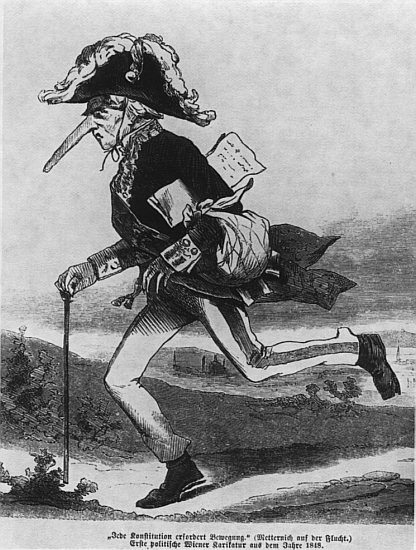 „Jede Konstitution erfordert Bewegung.“ (Metternich auf der Flucht.)
Erste politische Wiener Karikatur aus dem Jahre 1848.